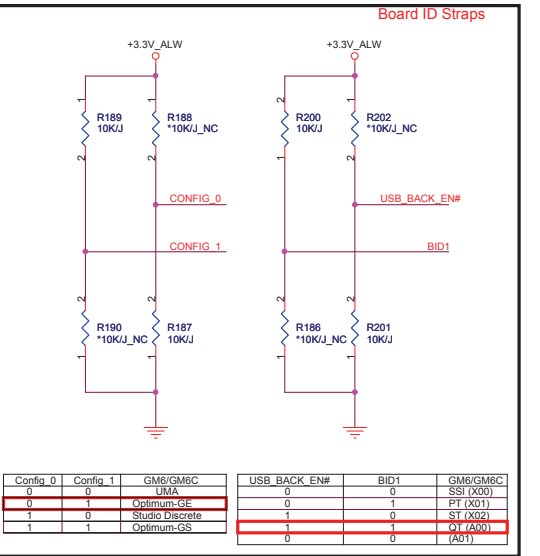 Board ID Straps
+3.3V_ALW
+3.3V_ALW
1
1
2
1
R189
10K/J
R188
*10K/J_NC
R200
10K/J
R202
*10K/J_NC
2
2
1
2
CONFIG_0
USB_BACK_EN#
CONFIG_1
BID1
2
2
2
2
R190
*10K/J_NC
R187
10K/J
R186
*10K/J_NC
R201
10K/J
1
1
1
1
Config_0 Config_1 GM6/GM6C
0 0 UMA
0 1 Optimum-GE
1 0 Studio Discrete
1 1 Optimum-GS
USB_BACK_EN# BID1 GM6/GM6C
0 0 SSI (X00)
0 1 PT (X01)
1 0 ST (X02)
1 1 QT (A00)
0 0 (A01)